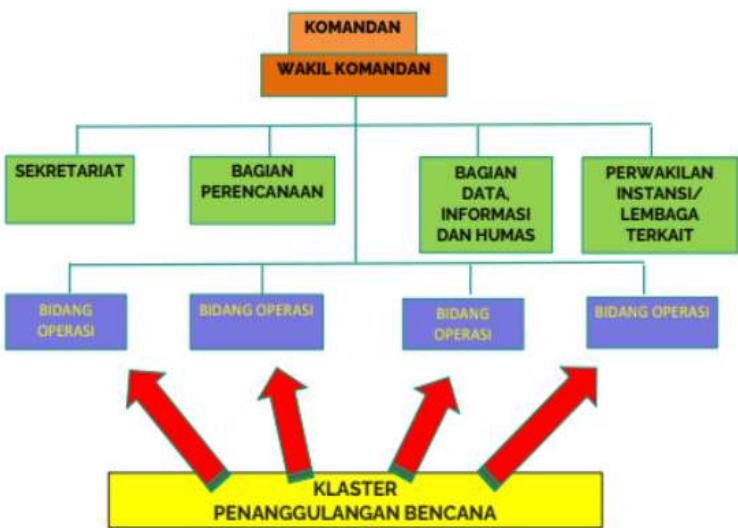 KOMANDAN
WAKIL KOMANDAN
SEKRETARIAT
BAGIAN
PERENCANAAN
BAGIAN
DATA,
INFORMASI
DAN HUMAS
PERWAKILAN
INSTANSI/
LEMBAGA
TERKAIT
BIDANG
OPERASI
BIDANG OPERASI
BIDANG
OPERASI
BIDANG OPERASI
KLASTER
PENANGGULANGAN BENCANA